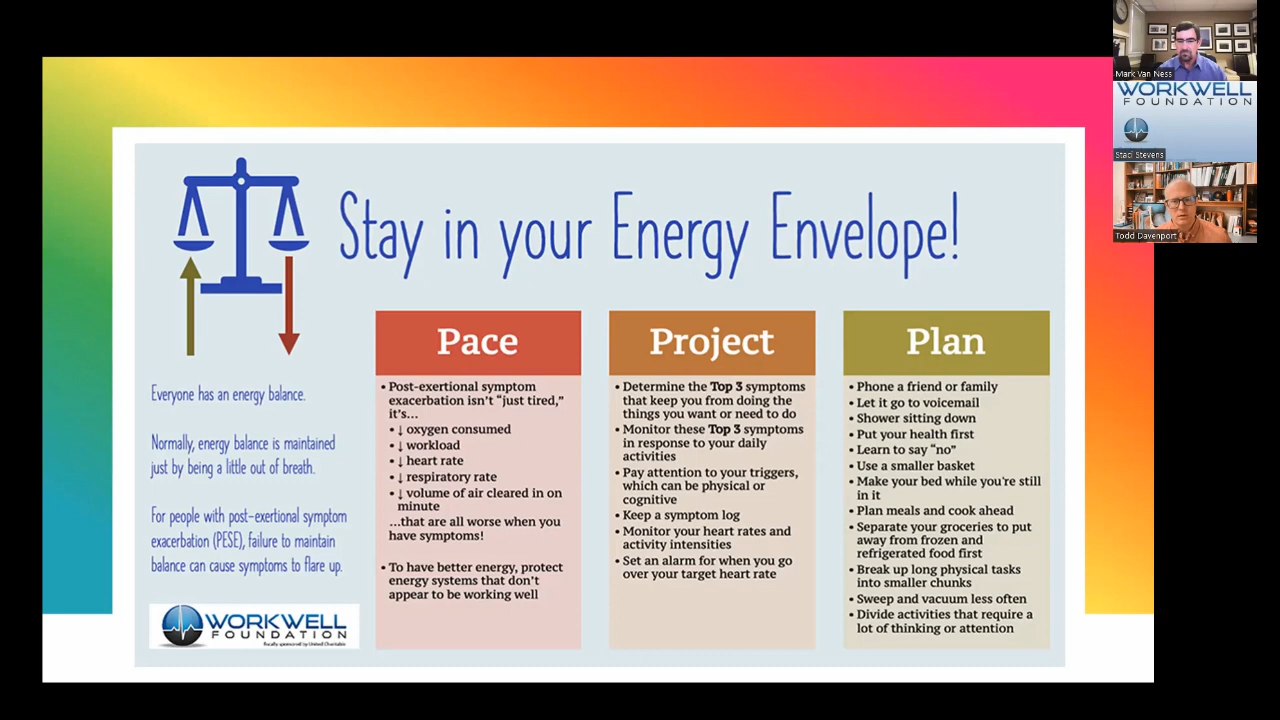 Mark Van Ness
WORKWELL
FOUNDATION
Staci Stevens
Todd Davenport
Stay in your Energy Envelope!
Everyone has an energy balance.
Normally, energy balance is maintained
just by being a little out of breath.
For people with post-exertional symptom
exacerbation (PESE), failure to maintain
balance can cause symptoms to flare up.
WORKWELL
FOUNDATION
fiscally sponsored by United Charitable
Pace
• Post-exertional symptom
exacerbation isn't “just tired,”
it's…
• ↓ oxygen consumed
• ↓ workload
• ↓ heart rate
• ↓ respiratory rate
• ↓ volume of air cleared in on
minute
…that are all worse when you
have symptoms!
• To have better energy, protect
energy systems that don't
appear to be working well
Project
• Determine the Top 3 symptoms
that keep you from doing the
things you want or need to do
• Monitor these Top 3 symptoms
in response to your daily
activities
• Pay attention to your triggers,
which can be physical or
cognitive
• Keep a symptom log
• Monitor your heart rates and
activity intensities
• Set an alarm for when you go
over your target heart rate
Plan
• Phone a friend or family
• Let it go to voicemail
• Shower sitting down
• Put your health first
• Learn to say “no”
• Use a smaller basket
• Make your bed while you're still
in it
• Plan meals and cook ahead
• Separate your groceries to put
away from frozen and
refrigerated food first
• Break up long physical tasks
into smaller chunks
• Sweep and vacuum less often
• Divide activities that require a
lot of thinking or attention